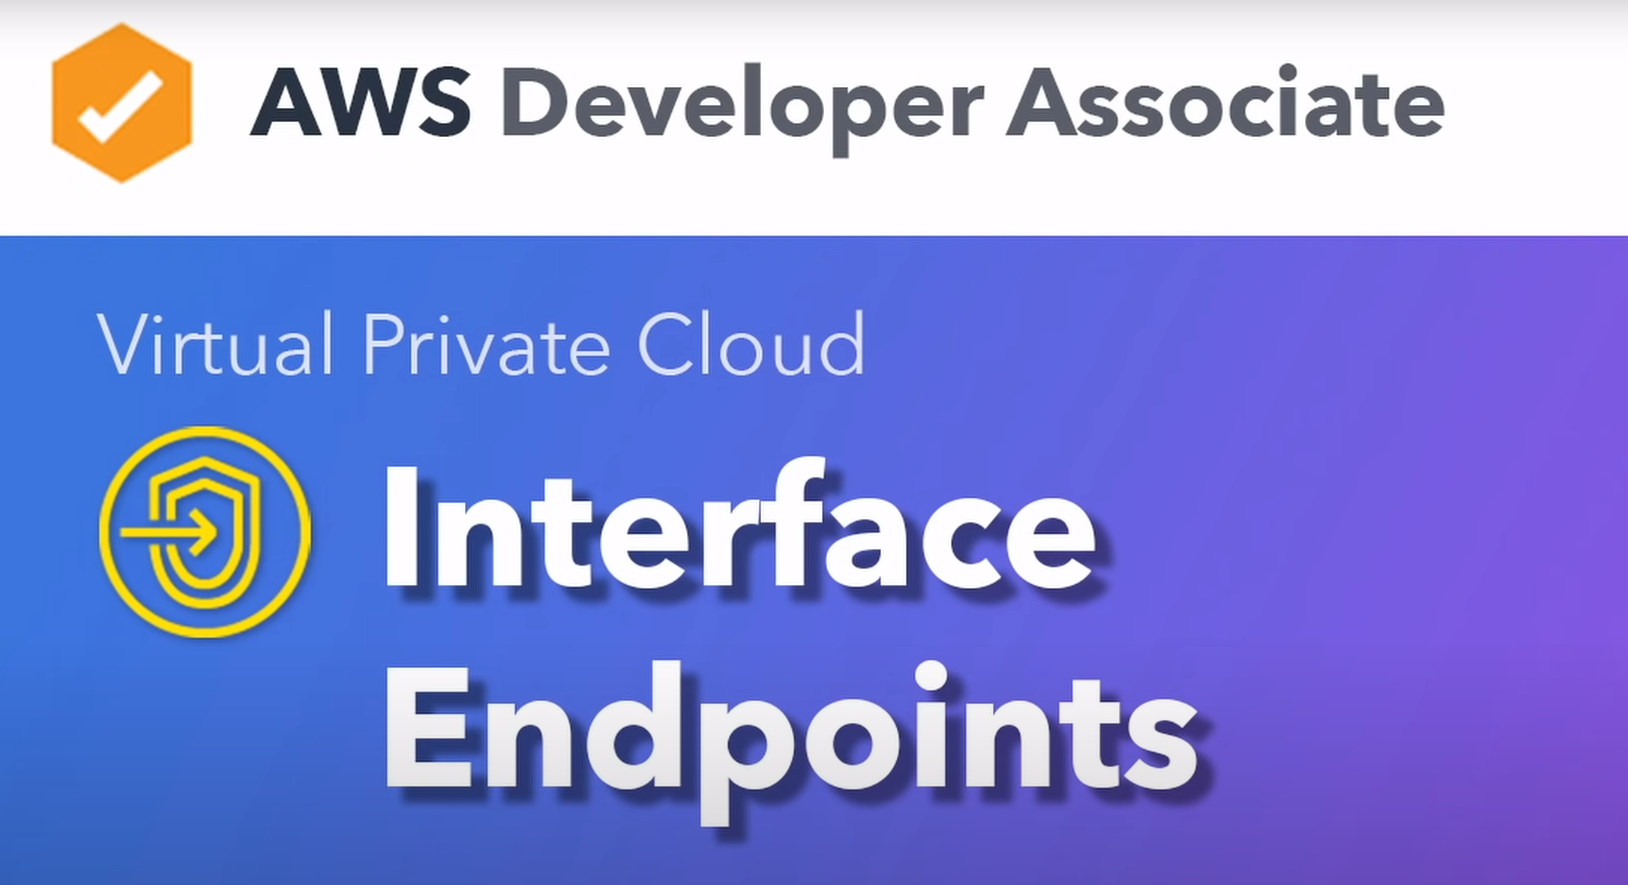 AWS Developer Associate
Virtual Private Cloud
Interface
Endpoints